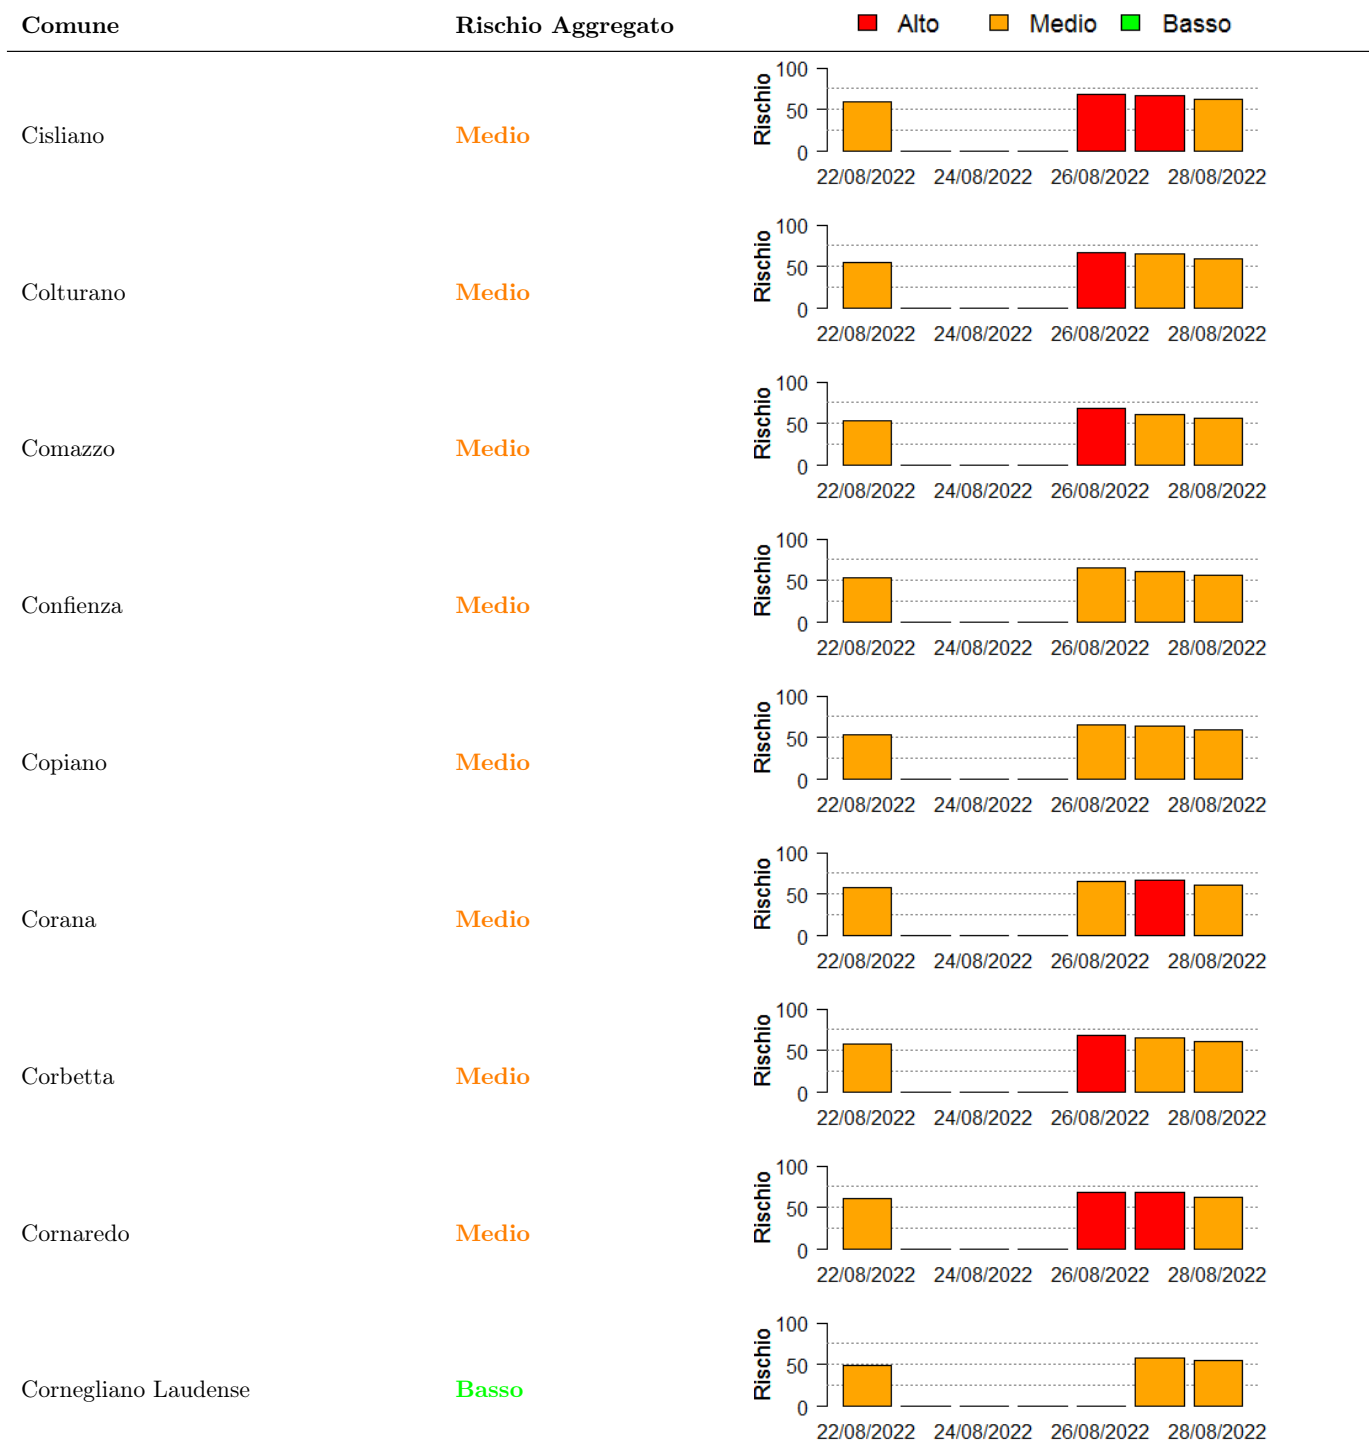 Comune Rischio Aggregato Alto Medio Basso
Cisliano Medio
Rischio
100
50
0
22/08/2022 24/08/2022 26/08/2022 28/08/2022
Colturano Medio
Rischio
100
50
0
22/08/2022 24/08/2022 26/08/2022 28/08/2022
Comazzo Medio
Rischio
100
50
0
22/08/2022 24/08/2022 26/08/2022 28/08/2022
Confienza Medio
Rischio
100
50
0
22/08/2022 24/08/2022 26/08/2022 28/08/2022
Copiano Medio
Rischio
100
50
0
22/08/2022 24/08/2022 26/08/2022 28/08/2022
Corana Medio
Rischio
100
50
0
22/08/2022 24/08/2022 26/08/2022 28/08/2022
Corbetta Medio
Rischio
100
50
0
22/08/2022 24/08/2022 26/08/2022 28/08/2022
Cornaredo Medio
Rischio
100
50
0
22/08/2022 24/08/2022 26/08/2022 28/08/2022
Cornegliano Laudense Basso
Rischio
100
50
0
22/08/2022 24/08/2022 26/08/2022 28/08/2022